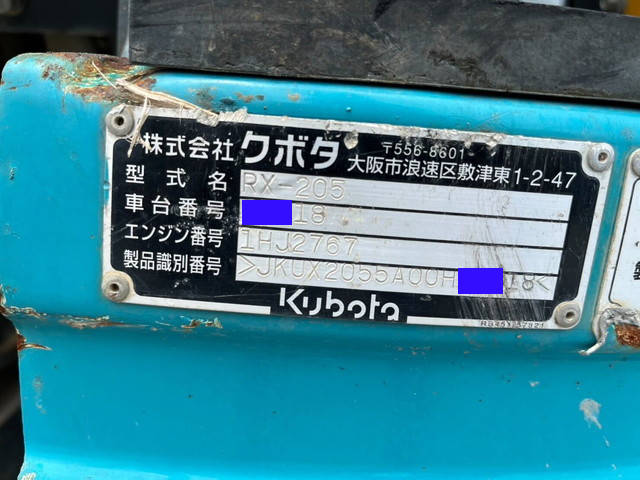 株式会社 クボタ 〒556-8601
大阪市浪速区敷津東1-2-47
型式名 RX-205
車台番号 18
エンジン番号 1HJ2767
製品識別番号 >JKUX2055A00H 18<
Kubota